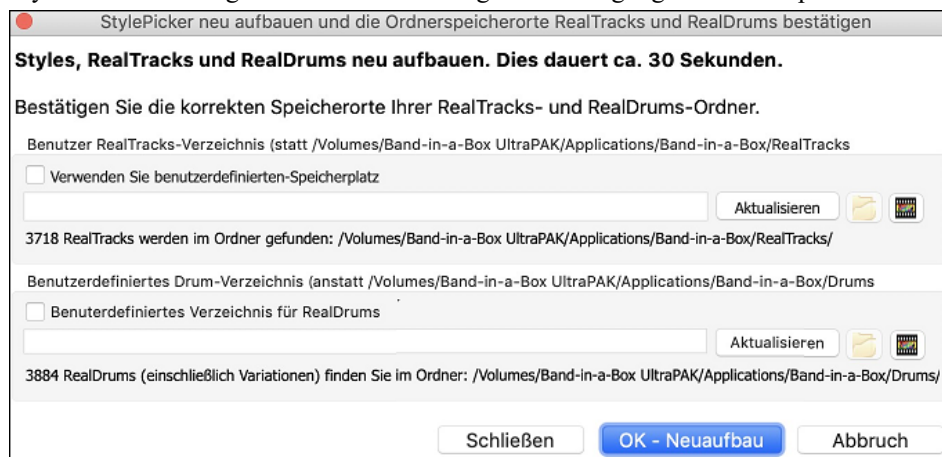 StylePicker neu aufbauen und die Ordnerspeicherorte RealTracks und RealDrums bestätigen
Styles, RealTracks und RealDrums neu aufbauen. Dies dauert ca. 30 Sekunden.
Bestätigen Sie die korrekten Speicherorte Ihrer RealTracks- und RealDrums-Ordner.
Benutzer RealTracks-Verzeichnis (statt /Volumes/Band-in-a-Box UltraPAK/Applications/Band-in-a-Box/RealTracks
Verwenden Sie benutzerdefinierten-Speicherplatz
Aktualisieren
3718 RealTracks werden im Ordner gefunden: /Volumes/Band-in-a-Box UltraPAK/Applications/Band-in-a-Box/RealTracks/
Benutzerdefiniertes Drum-Verzeichnis (anstatt /Volumes/Band-in-a-Box UltraPAK/Applications/Band-in-a-Box/Drums
Benuterdefiniertes Verzeichnis für RealDrums
Aktualisieren
3884 RealDrums (einschließlich Variationen) finden Sie im Ordner: /Volumes/Band-in-a-Box UltraPAK/Applications/Band-in-a-Box/Drums/
Schließen OK - Neuaufbau Abbruch